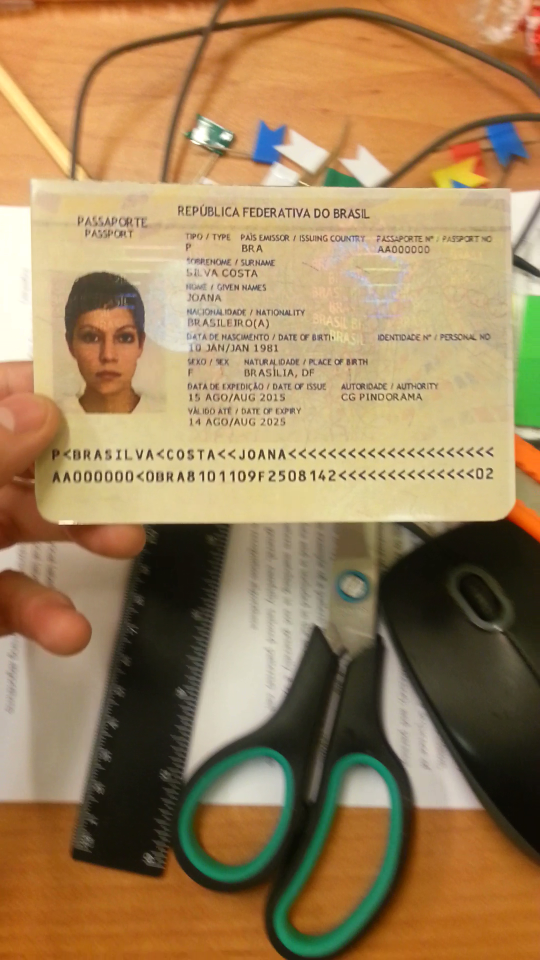 REPÚBLICA FEDERATIVA DO BRASIL
PASSAPORTE
PASSPORT
TIPO / TYPE PAÍS EMISSOR / ISSUING COUNTRY PASSAPORTE Nº / PASSPORT NO
P BRA AA000000
SOBRENOME / SURNAME
SILVA COSTA
NOME / GIVEN NAMES
JOANA
NACIONALIDADE / NATIONALITY
BRASILEIRO(A)
DATA DE NASCIMENTO / DATE OF BIRTH IDENTIDADE Nº / PERSONAL NO
10 JAN/JAN 1981
SEXO / SEX NATURALIDADE / PLACE OF BIRTH
F BRASÍLIA, DF
DATA DE EXPEDIÇÃO / DATE OF ISSUE AUTORIDADE / AUTHORITY
15 AGO/AUG 2015 CG PINDORAMA
VÁLIDO ATÉ / DATE OF EXPIRY
14 AGO/AUG 2025
P<BRASILVA<COSTA<<JOANA<<<<<<<<<<<<<<<<<<<<<
AA000000<0BRA8101109F2508142<<<<<<<<<<<<<<02